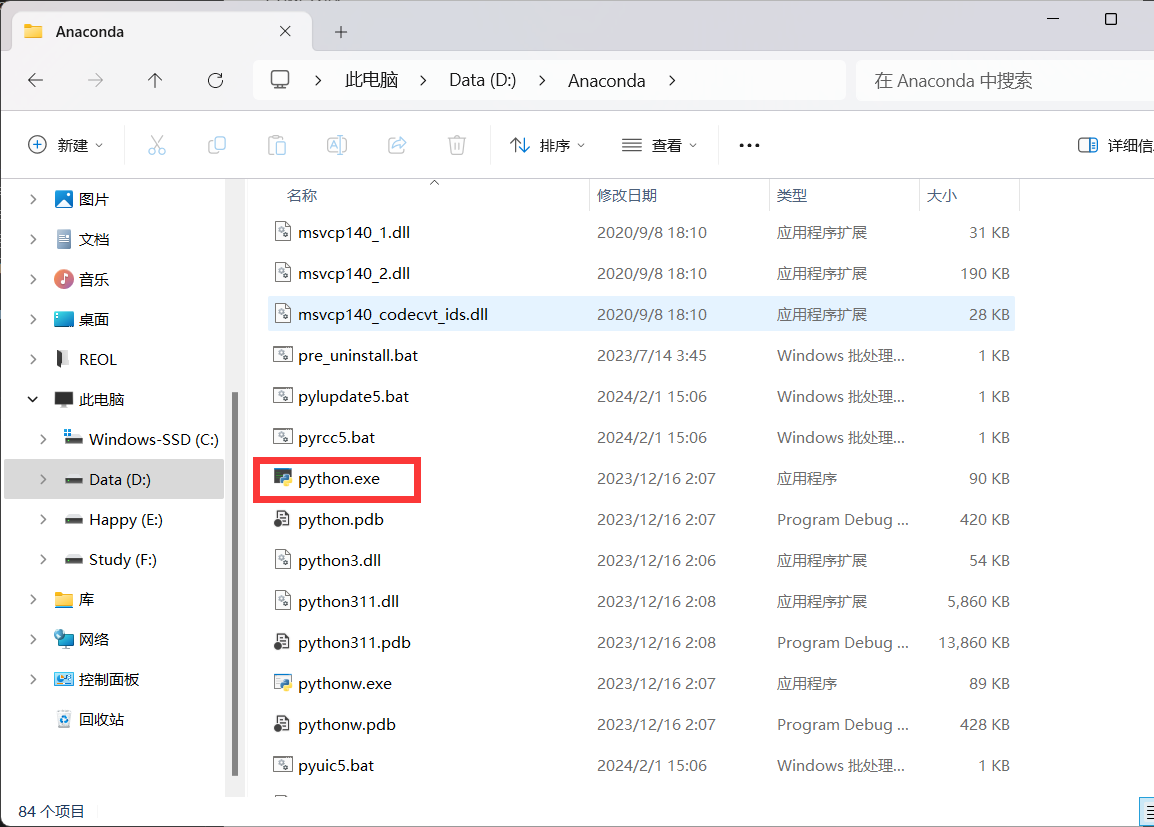 Anaconda
此电脑 Data (D:) Anaconda 在 Anaconda 中搜索
新建 排序 查看 详细信
名称 修改日期 类型 大小
图片
文档
音乐
桌面
REOL
此电脑
Windows-SSD (C:)
Data (D:)
Happy (E:)
Study (F:)
库
网络
控制面板
回收站
msvcp140_1.dll 2020/9/8 18:10 应用程序扩展 31 KB
msvcp140_2.dll 2020/9/8 18:10 应用程序扩展 190 KB
msvcp140_codecvt_ids.dll 2020/9/8 18:10 应用程序扩展 28 KB
pre_uninstall.bat 2023/7/14 3:45 Windows 批处理... 1 KB
pylupdate5.bat 2024/2/1 15:06 Windows 批处理... 1 KB
pyrcc5.bat 2024/2/1 15:06 Windows 批处理... 1 KB
python.exe 2023/12/16 2:07 应用程序 90 KB
python.pdb 2023/12/16 2:07 Program Debug ... 420 KB
python3.dll 2023/12/16 2:06 应用程序扩展 54 KB
python311.dll 2023/12/16 2:08 应用程序扩展 5,860 KB
python311.pdb 2023/12/16 2:08 Program Debug ... 13,860 KB
pythonw.exe 2023/12/16 2:07 应用程序 89 KB
pythonw.pdb 2023/12/16 2:07 Program Debug ... 428 KB
pyuic5.bat 2024/2/1 15:06 Windows 批处理... 1 KB
84 个项目